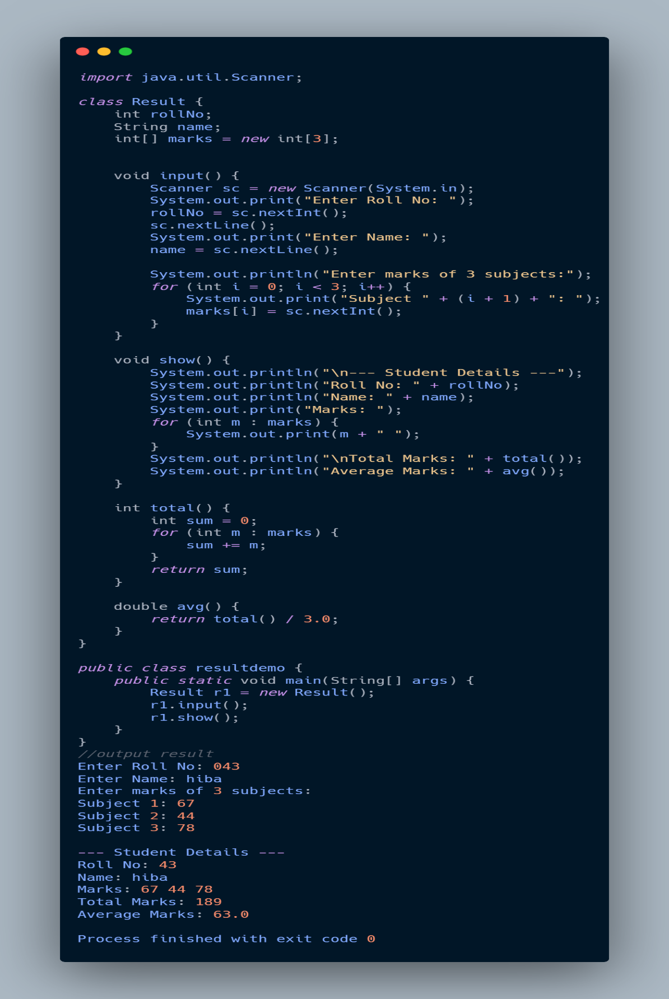 import java.util.Scanner;

class Result {
    int rollNo;
    String name;
    int[] marks = new int[3];


    void input() {
        Scanner sc = new Scanner(System.in);
        System.out.print("Enter Roll No: ");
        rollNo = sc.nextInt();
        sc.nextLine();
        System.out.print("Enter Name: ");
        name = sc.nextLine();

        System.out.println("Enter marks of 3 subjects:");
        for (int i = 0; i < 3; i++) {
            System.out.print("Subject " + (i + 1) + ": ");
            marks[i] = sc.nextInt();
        }
    }

    void show() {
        System.out.println("\n--- Student Details ---");
        System.out.println("Roll No: " + rollNo);
        System.out.println("Name: " + name);
        System.out.print("Marks: ");
        for (int m : marks) {
            System.out.print(m + " ");
        }
        System.out.println("\nTotal Marks: " + total());
        System.out.println("Average Marks: " + avg());
    }

    int total() {
        int sum = 0;
        for (int m : marks) {
            sum += m;
        }
        return sum;
    }

    double avg() {
        return total() / 3.0;
    }
}

public class resultdemo {
    public static void main(String[] args) {
        Result r1 = new Result();
        r1.input();
        r1.show();
    }
}
//output result
Enter Roll No: 043
Enter Name: hiba
Enter marks of 3 subjects:
Subject 1: 67
Subject 2: 44
Subject 3: 78

--- Student Details ---
Roll No: 43
Name: hiba
Marks: 67 44 78
Total Marks: 189
Average Marks: 63.0

Process finished with exit code 0